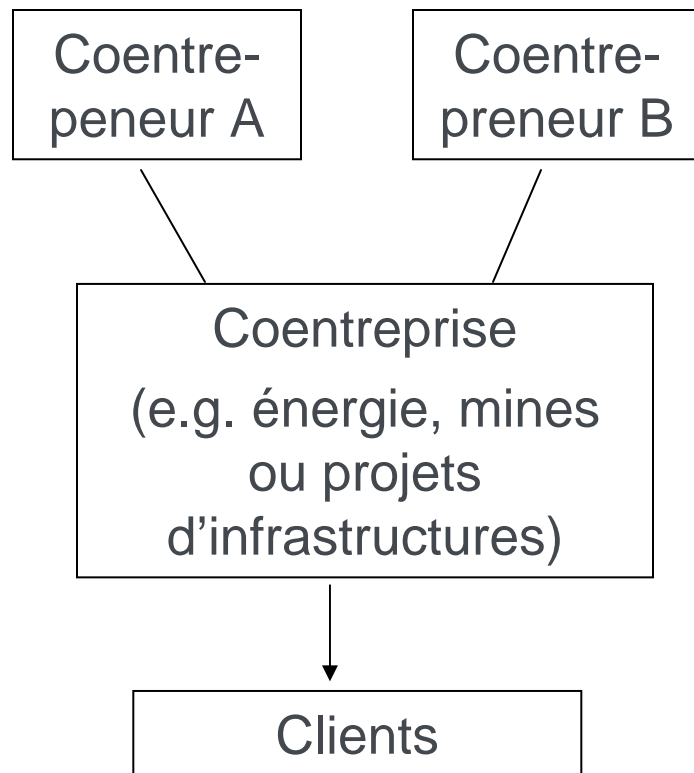 Coentre-
peneur A
Coentre-
preneur B
Coentreprise
(e.g. énergie, mines
ou projets
d’infrastructures)
Clients